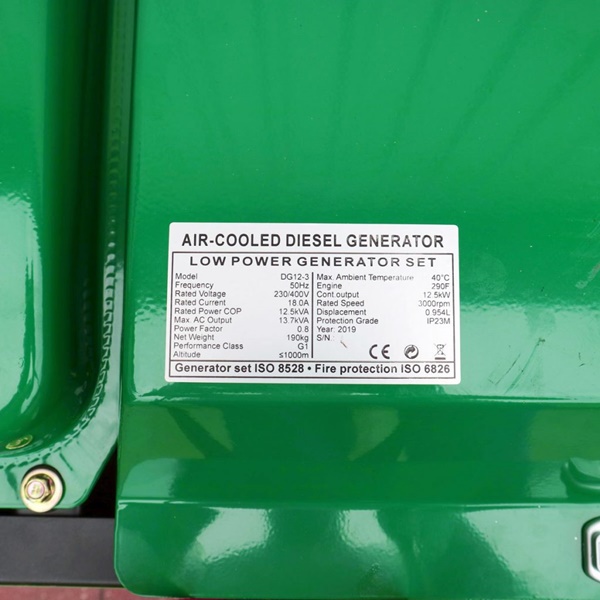 AIR-COOLED DIESEL GENERATOR
LOW POWER GENERATOR SET
Model DG12-3
Frequency 50Hz
Rated Voltage 230/400V
Rated Current 18.0A
Rated Power COP 12.5kVA
Max. AC Output 13.7kVA
Power Factor 0.8
Net Weight 190kg
Performance Class G1
Altitude ≤1000m
Max. Ambient Temperature 40°C
Engine 290F
Cont.output 12.5kW
Rated Speed 3000rpm
Displacement 0.954L
Protection Grade IP23M
Year: 2019
S/N:
CE
Generator set ISO 8528 • Fire protection ISO 6826